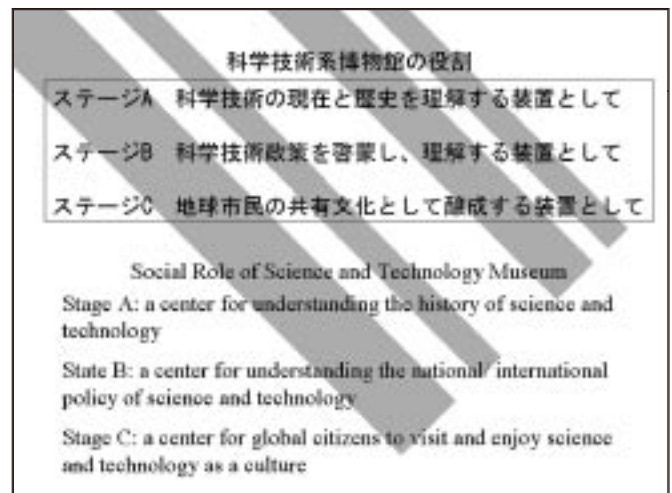 科学技術系博物館の役割
ステージA 科学技術の現在と歴史を理解する装置として
ステージB 科学技術政策を啓蒙し、理解する装置として
ステージC 地球市民の共有文化として醸成する装置として
Social Role of Science and Technology Museum
Stage A: a center for understanding the history of science and
technology
State B: a center for understanding the national/ international
policy of science and technology
Stage C: a center for global citizens to visit and enjoy science
and technology as a culture